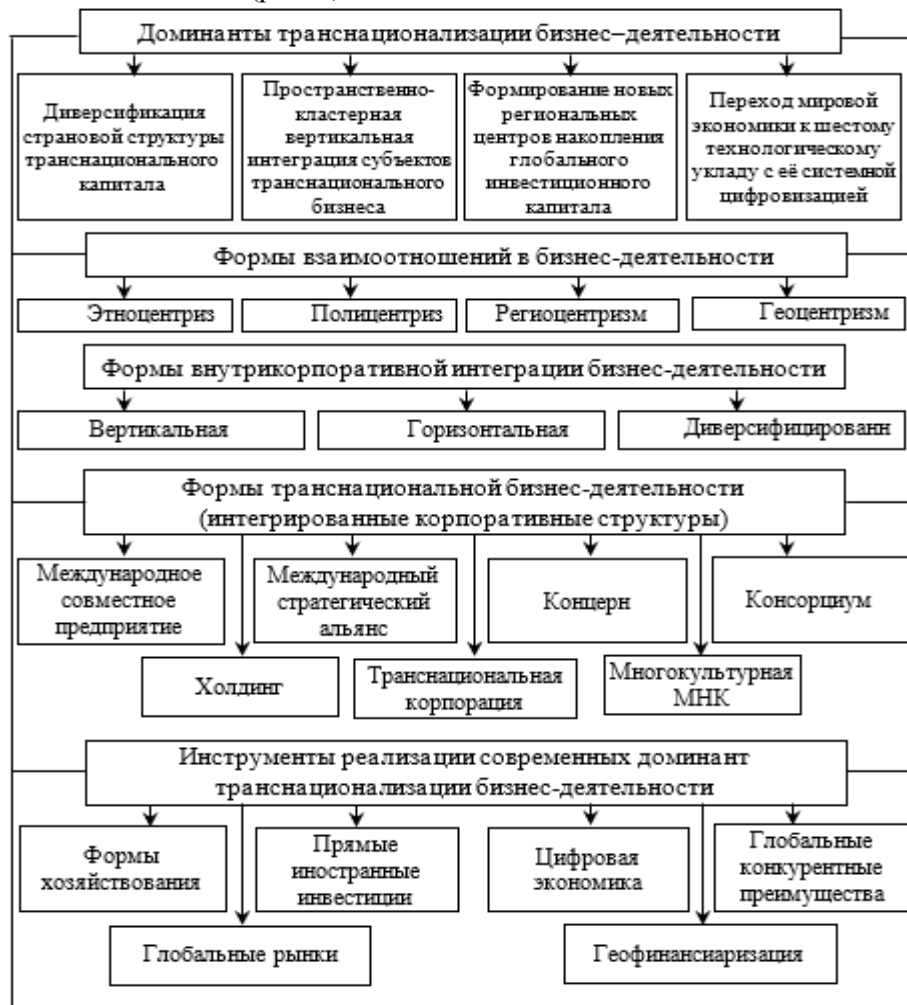 Доминанты транснационализации бизнес–деятельности
Диверсификация
страновой структуры
транснационального
капитала
Пространственно-
кластерная
вертикальная
интеграция субъектов
транснационального
бизнеса
Формирование новых
региональных
центров накопления
глобального
инвестиционного
капитала
Переход мировой
экономики к шестому
технологическому
укладу с её системной
цифровизацией
Формы взаимоотношений в бизнес-деятельности
Этноцентриз
Полицентриз
Региоцентризм
Геоцентризм
Формы внутрикорпоративной интеграции бизнес-деятельности
Вертикальная
Горизонтальная
Диверсифицированн
Формы транснациональной бизнес-деятельности
(интегрированные корпоративные структуры)
Международное
совместное
предприятие
Международный
стратегический
альянс
Концерн
Консорциум
Холдинг
Транснациональная
корпорация
Многокультурная
МНК
Инструменты реализации современных доминант
транснационализации бизнес-деятельности
Формы
хозяйствования
Прямые
иностранные
инвестиции
Цифровая
экономика
Глобальные
конкурентные
преимущества
Глобальные рынки
Геофинансиаризация